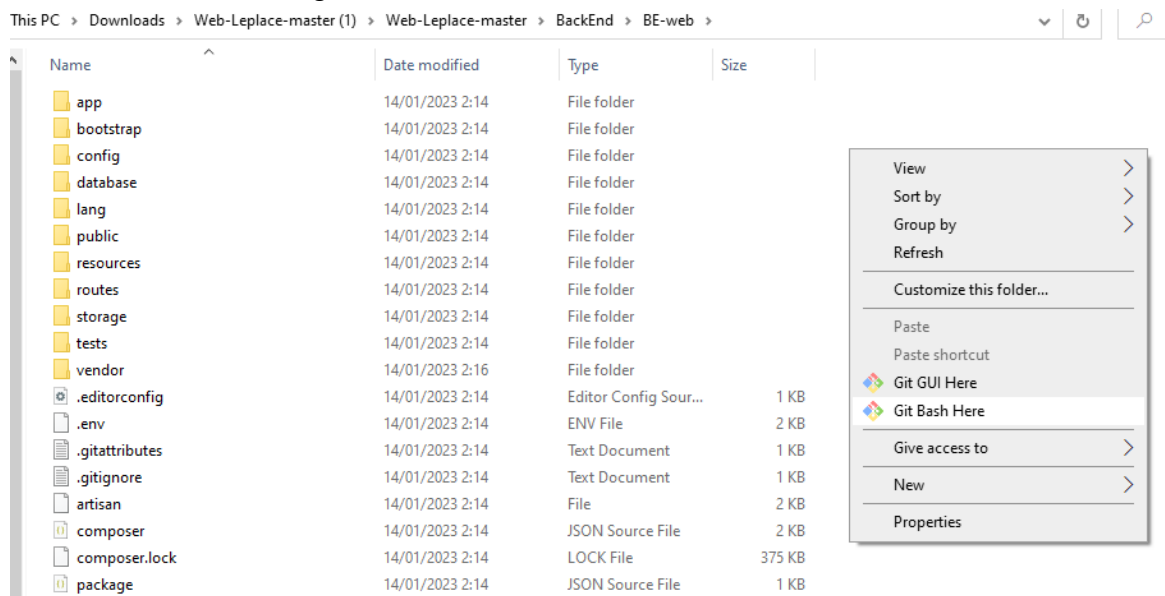 This PC > Downloads > Web-Leplace-master (1) > Web-Leplace-master > BackEnd > BE-web >
Name Date modified Type Size
app 14/01/2023 2:14 File folder
bootstrap 14/01/2023 2:14 File folder
config 14/01/2023 2:14 File folder
database 14/01/2023 2:14 File folder
lang 14/01/2023 2:14 File folder
public 14/01/2023 2:14 File folder
resources 14/01/2023 2:14 File folder
routes 14/01/2023 2:14 File folder
storage 14/01/2023 2:14 File folder
tests 14/01/2023 2:14 File folder
vendor 14/01/2023 2:16 File folder
.editorconfig 14/01/2023 2:14 Editor Config Sour... 1 KB
.env 14/01/2023 2:14 ENV File 2 KB
.gitattributes 14/01/2023 2:14 Text Document 1 KB
.gitignore 14/01/2023 2:14 Text Document 1 KB
artisan 14/01/2023 2:14 File 2 KB
composer 14/01/2023 2:14 JSON Source File 2 KB
composer.lock 14/01/2023 2:14 LOCK File 375 KB
package 14/01/2023 2:14 JSON Source File 1 KB
View
Sort by
Group by
Refresh
Customize this folder...
Paste
Paste shortcut
Git GUI Here
Git Bash Here
Give access to
New
Properties